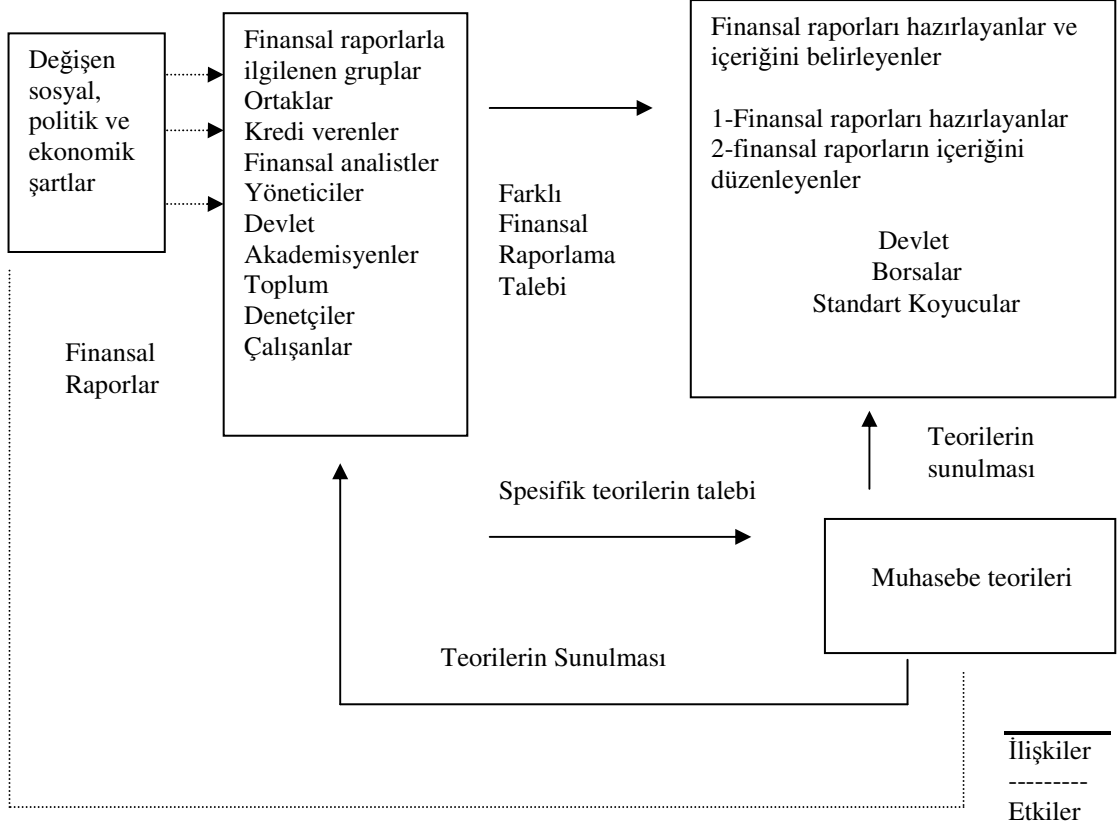 Değişen
sosyal,
politik ve
ekonomik
şartlar
Finansal raporlarla
ilgilenen gruplar
Ortaklar
Kredi verenler
Finansal analistler
Yöneticiler
Devlet
Akademisyenler
Toplum
Denetçiler
Çalışanlar
Farklı
Finansal
Raporlama
Talebi
Finansal raporları hazırlayanlar ve
içeriğini belirleyenler
1-Finansal raporları hazırlayanlar
2-finansal raporların içeriğini
düzenleyenler
Devlet
Borsalar
Standart Koyucular
Finansal
Raporlar
Teorilerin
sunulması
Spesifik teorilerin talebi
Muhasebe teorileri
Teorilerin Sunulması
İlişkiler
Etkiler